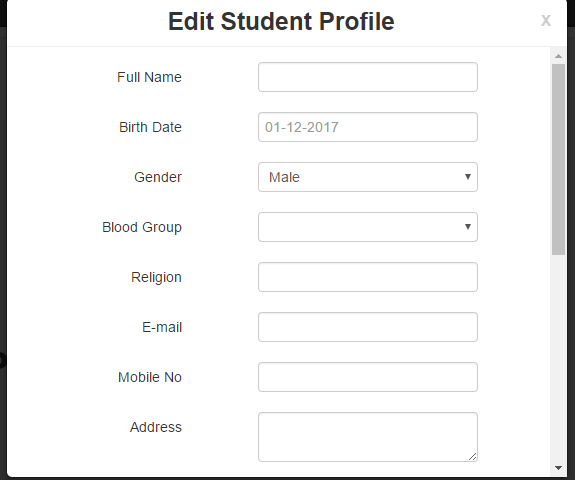 Edit Student Profile x
Full Name
Birth Date 01-12-2017
Gender Male
Blood Group
Religion
E-mail
Mobile No
Address